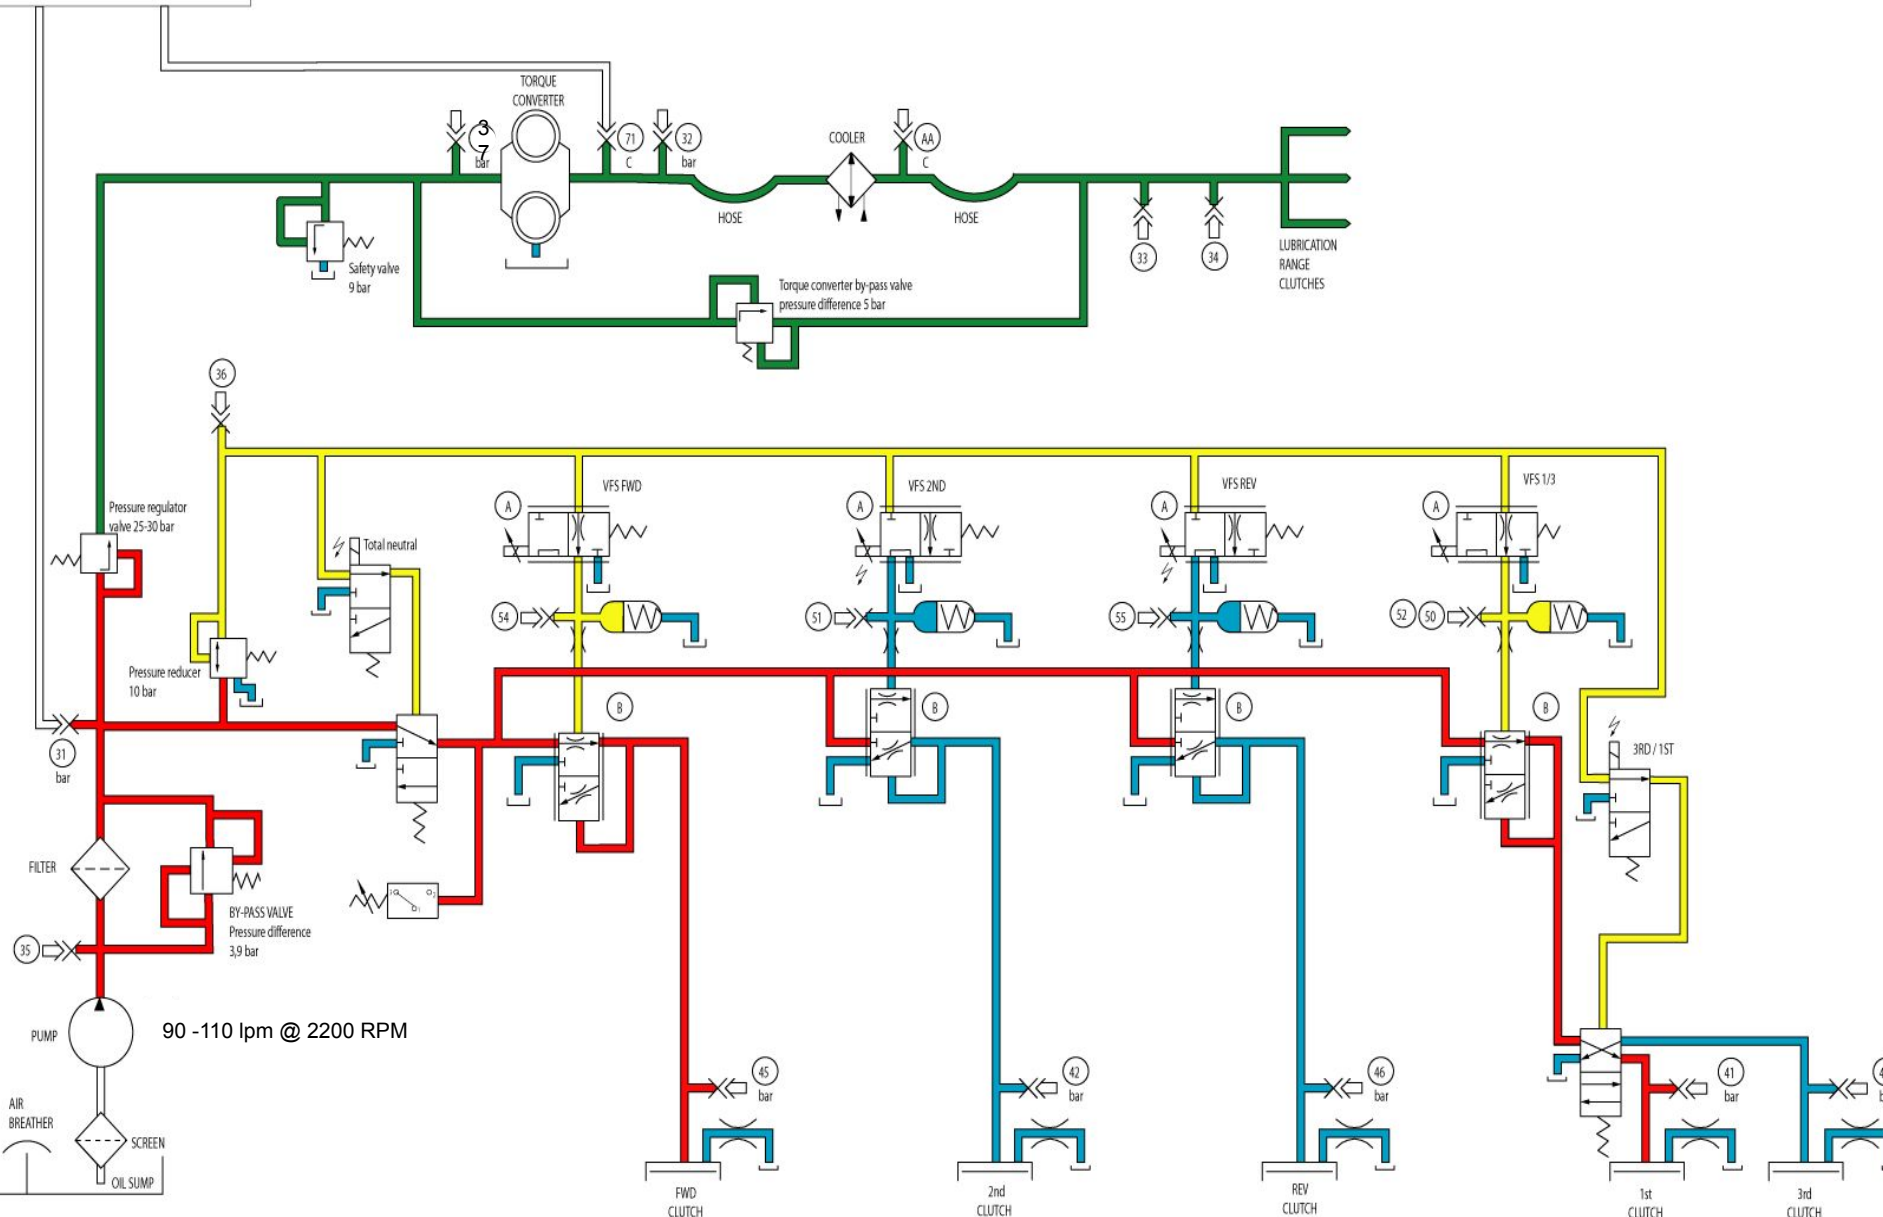 TORQUE
CONVERTER
3
7
bar
71
C
32
bar
COOLER
AA
C
HOSE
HOSE
33
34
LUBRICATION
RANGE
CLUTCHES
Safety valve
9 bar
Torque converter by-pass valve
pressure difference 5 bar
36
Pressure regulator
valve 25-30 bar
Total neutral
A
VFS FWD
A
VFS 2ND
A
VFS REV
A
VFS 1/3
54
51
55
52
50
Pressure reducer
10 bar
B
B
B
B
31
bar
3RD / 1ST
FILTER
BY-PASS VALVE
Pressure difference
3,9 bar
35
PUMP
90 -110 lpm @ 2200 RPM
45
bar
42
bar
46
bar
41
bar
AIR
BREATHER
SCREEN
OIL SUMP
FWD
CLUTCH
2nd
CLUTCH
REV
CLUTCH
1st
CLUTCH
3rd
CLUTCH